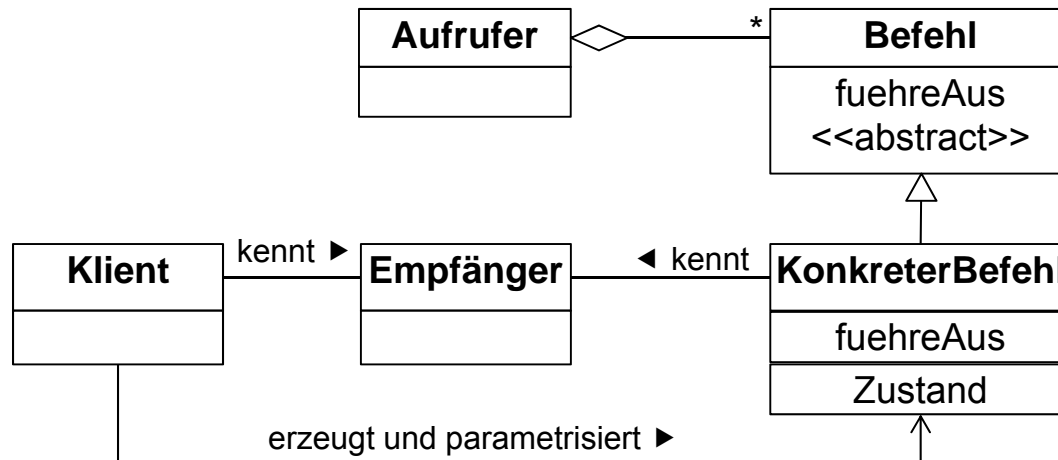 Aufrufer
*
Befehl
fuehreAus
<<abstract>>
Klient
kennt ▶
Empfänger
◀ kennt
KonkreterBefehl
fuehreAus
Zustand
erzeugt und parametrisiert ▶